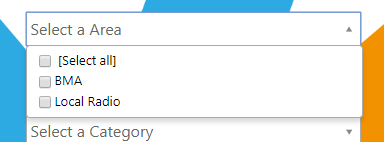 Select a Area
[Select all]
BMA
Local Radio
Select a Category